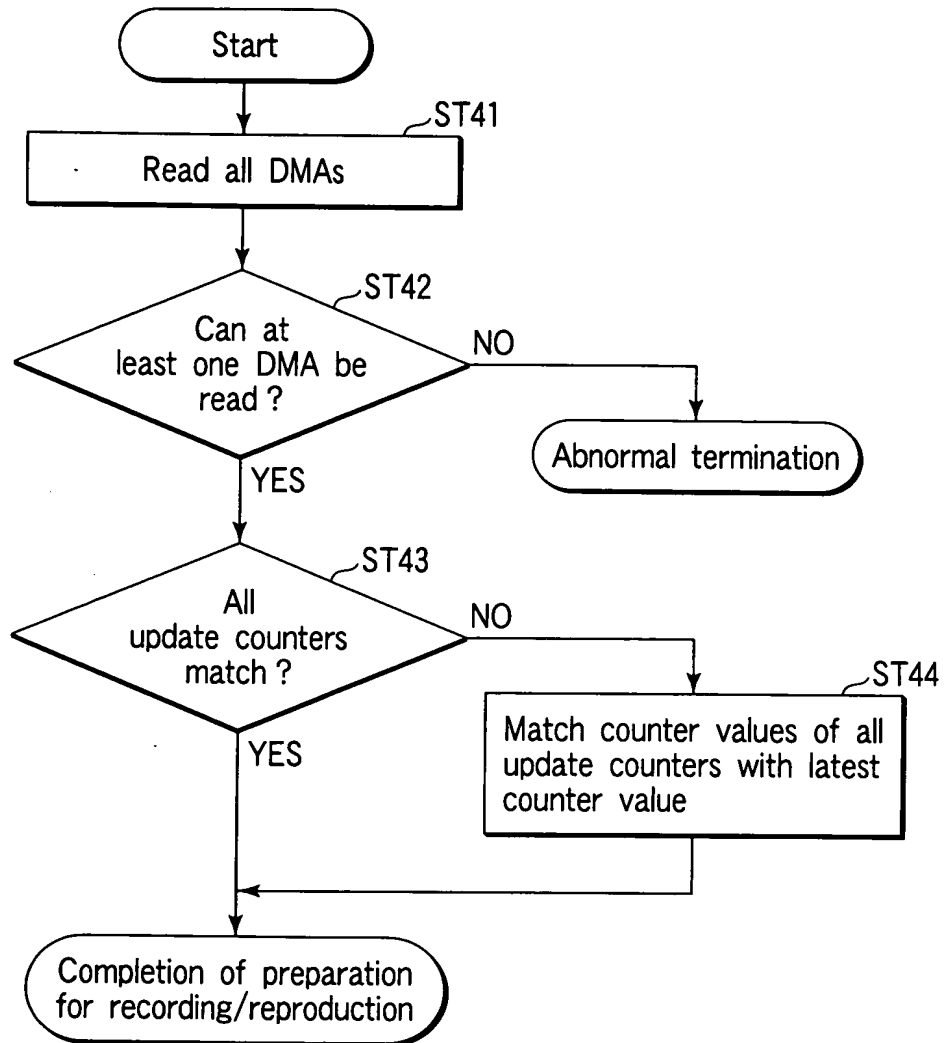 Start
ST41
Read all DMAs
ST42
Can at
least one DMA be
read ?
NO
Abnormal termination
YES
ST43
All
update counters
match ?
NO
ST44
Match counter values of all
update counters with latest
counter value
YES
Completion of preparation
for recording/reproduction